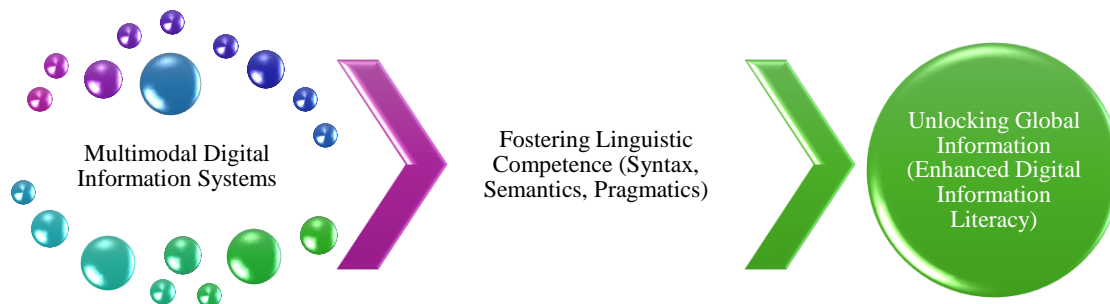 Multimodal Digital
Information Systems
Fostering Linguistic
Competence (Syntax,
Semantics, Pragmatics)
Unlocking Global
Information
(Enhanced Digital
Information
Literacy)